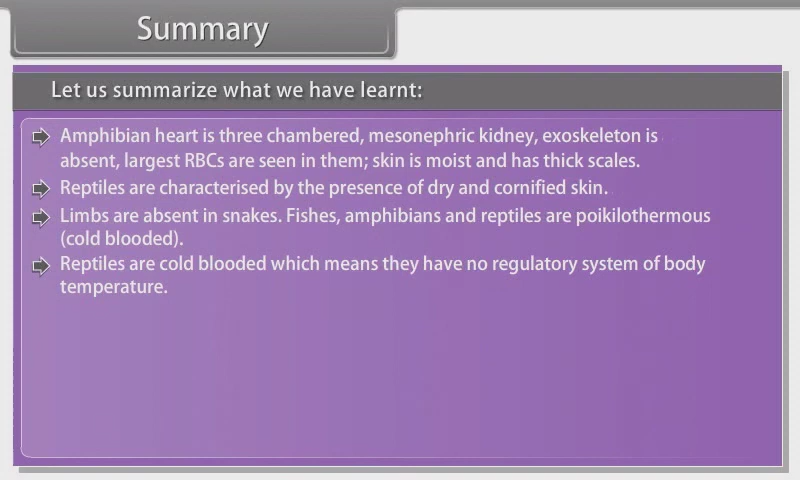 Summary
Let us summarize what we have learnt:
Amphibian heart is three chambered, mesonephric kidney, exoskeleton is
absent, largest RBCs are seen in them; skin is moist and has thick scales.
Reptiles are characterised by the presence of dry and cornified skin.
Limbs are absent in snakes. Fishes, amphibians and reptiles are poikilothermous
(cold blooded).
Reptiles are cold blooded which means they have no regulatory system of body
temperature.